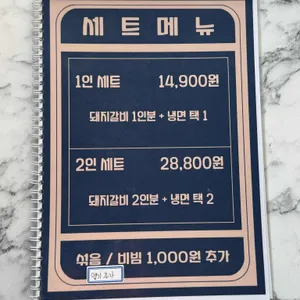 세트메뉴
1인 세트 14,900원
돼지갈비 1인분 + 냉면 택 1
2인 세트 28,800원
돼지갈비 2인분 + 냉면 택 2
섞음 / 비빔 1,000원 추가